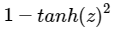 1 − tanh(z)²